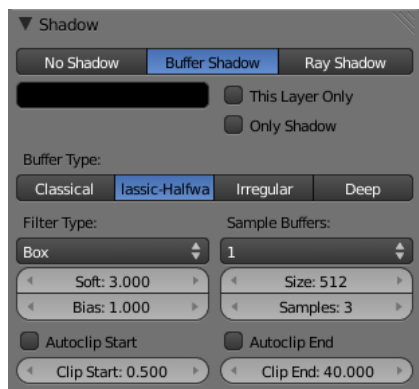 Shadow
No Shadow Buffer Shadow Ray Shadow
This Layer Only
Only Shadow
Buffer Type:
Classical lassic-Halfwa Irregular Deep
Filter Type: Sample Buffers:
Box 1
Soft: 3.000 Size: 512
Bias: 1.000 Samples: 3
Autoclip Start Autoclip End
Clip Start: 0.500 Clip End: 40.000